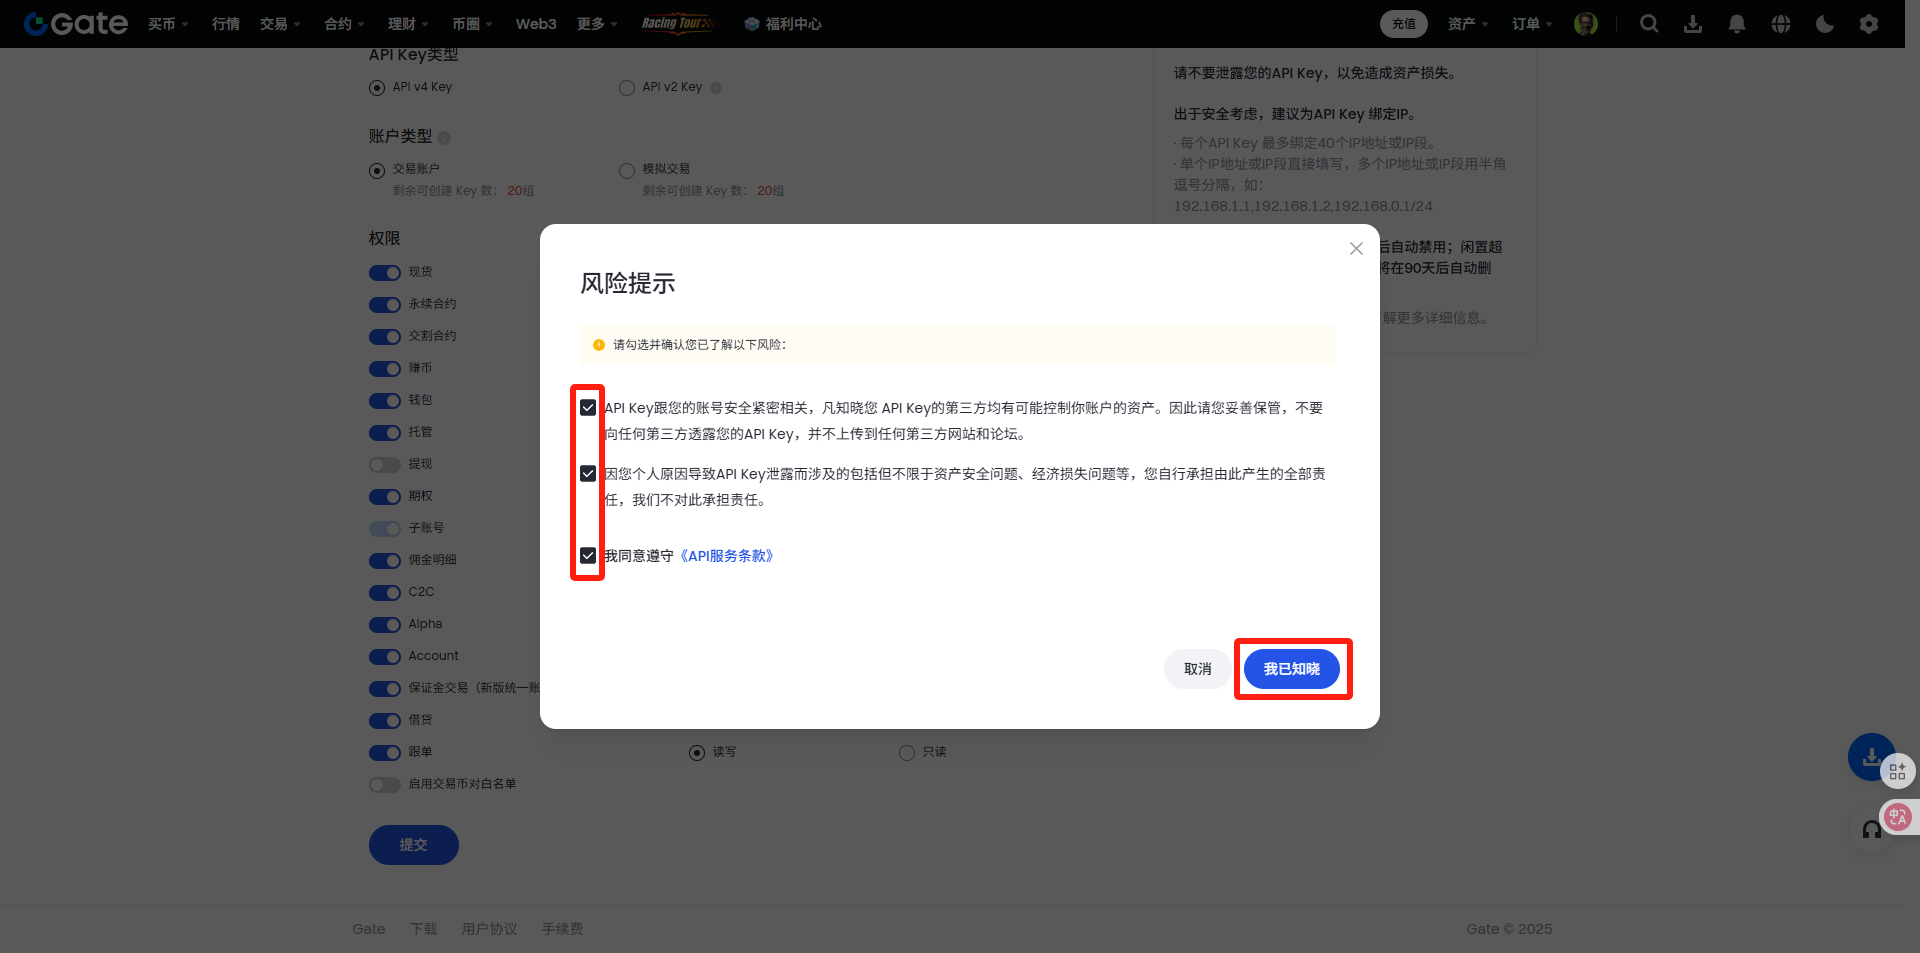 Gate 买币 行情 交易 合约 理财 币圈 Web3 更多 Racing Tour 福利中心 充值 资产 订单
API Key类型
API v4 Key API v2 Key
账户类型
交易账户 模拟交易
剩余可创建 Key 数： 20组 剩余可创建 Key 数： 20组
权限
现货
永续合约
交割合约
赚币
钱包
托管
提现
期权
子账号
佣金明细
C2C
Alpha
Account
保证金交易（新版统一账
借贷
跟单 读写 只读
启用交易币对白名单
提交
请不要泄露您的API Key，以免造成资产损失。
出于安全考虑，建议为API Key 绑定IP。
· 每个API Key 最多绑定40个IP地址或IP段。
· 单个IP地址或IP段直接填写，多个IP地址或IP段用半角
逗号分隔，如：
192.168.1.1,192.168.1.2,192.168.0.1/24
后自动禁用；闲置超
将在90天后自动删
解更多详细信息。
风险提示
请勾选并确认您已了解以下风险：
API Key跟您的账号安全紧密相关，凡知晓您 API Key的第三方均有可能控制你账户的资产。因此请您妥善保管，不要
向任何第三方透露您的API Key，并不上传到任何第三方网站和论坛。
因您个人原因导致API Key泄露而涉及的包括但不限于资产安全问题、经济损失问题等，您自行承担由此产生的全部责
任，我们不对此承担责任。
我同意遵守《API服务条款》
取消 我已知晓
Gate 下载 用户协议 手续费 Gate © 2025